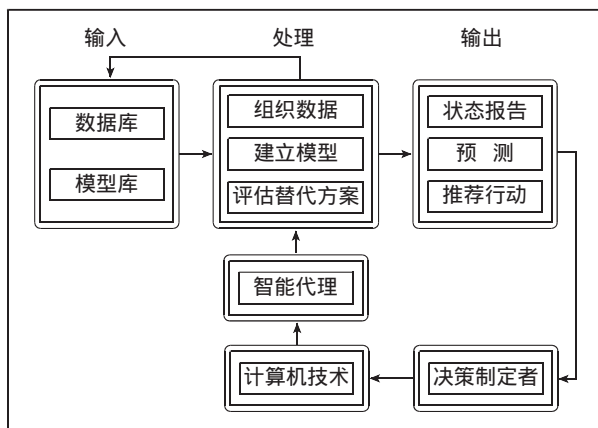 输入 处理 输出
数据库
模型库
组织数据
建立模型
评估替代方案
状态报告
预 测
推荐行动
智能代理
计算机技术
决策制定者